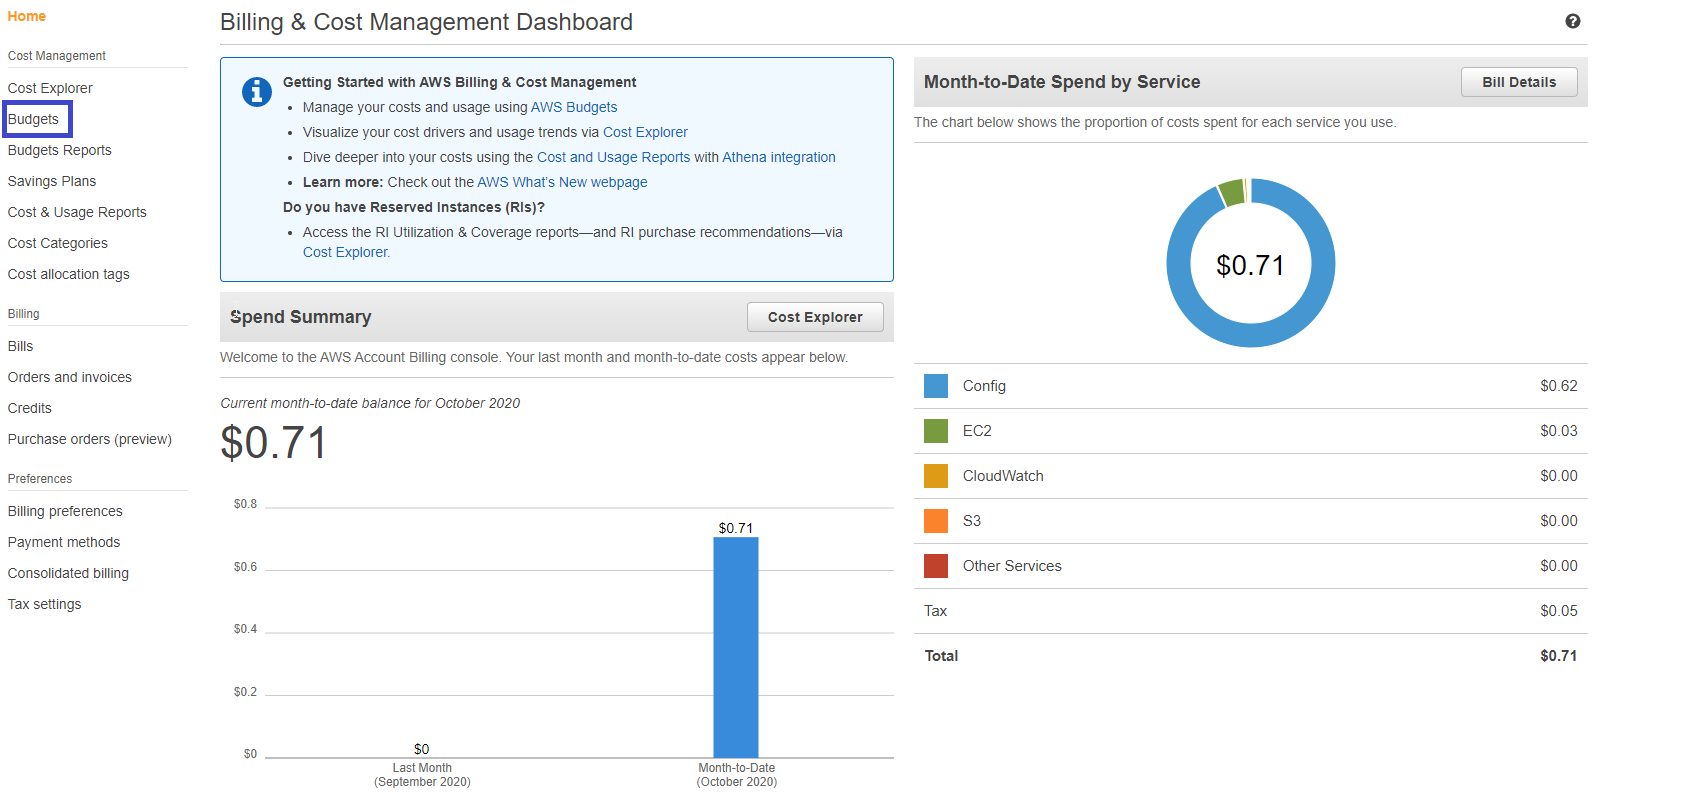 Home
Cost Management
Cost Explorer
Budgets
Budgets Reports
Savings Plans
Cost & Usage Reports
Cost Categories
Cost allocation tags
Billing
Bills
Orders and invoices
Credits
Purchase orders (preview)
Preferences
Billing preferences
Payment methods
Consolidated billing
Tax settings
Billing & Cost Management Dashboard
?
i
Getting Started with AWS Billing & Cost Management
• Manage your costs and usage using AWS Budgets
• Visualize your cost drivers and usage trends via Cost Explorer
• Dive deeper into your costs using the Cost and Usage Reports with Athena integration
• Learn more: Check out the AWS What's New webpage
Do you have Reserved Instances (RIs)?
• Access the RI Utilization & Coverage reports—and RI purchase recommendations—via
Cost Explorer.
Spend Summary
Cost Explorer
Welcome to the AWS Account Billing console. Your last month and month-to-date costs appear below.
Current month-to-date balance for October 2020
$0.71
$0.8
$0.71
$0.6
$0.4
$0.2
$0
$0
Last Month
(September 2020)
Month-to-Date
(October 2020)
Month-to-Date Spend by Service
Bill Details
The chart below shows the proportion of costs spent for each service you use.
$0.71
Config $0.62
EC2 $0.03
CloudWatch $0.00
S3 $0.00
Other Services $0.00
Tax $0.05
Total $0.71